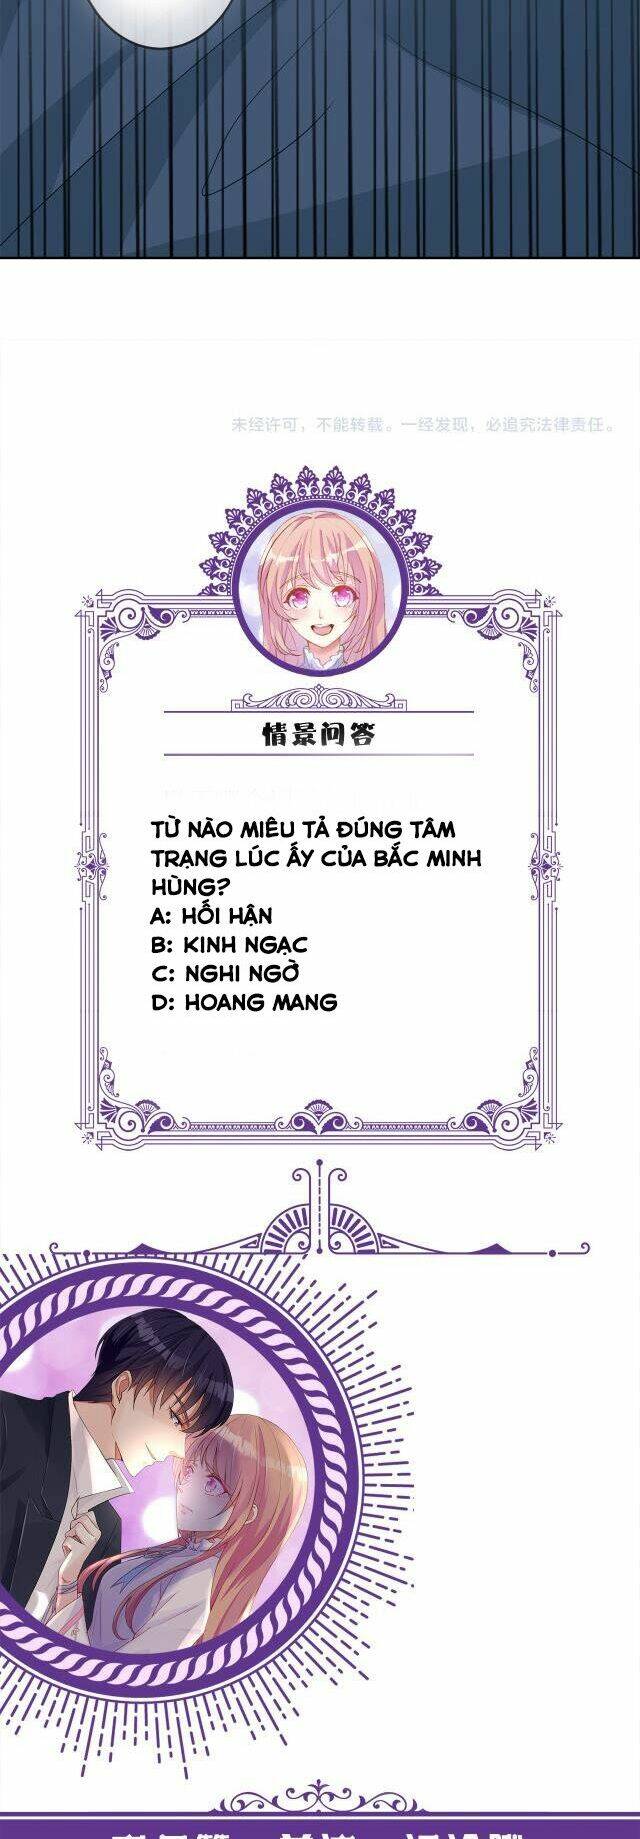 未经许可，不能转载。一经发现，必追究法律责任。
情景问答
TỪ NÀO MIÊU TẢ ĐÚNG TÂM
TRẠNG LÚC ẤY CỦA BẮC MINH
HÙNG?
A: HỐI HẬN
B: KINH NGẠC
C: NGHI NGỜ
D: HOANG MANG